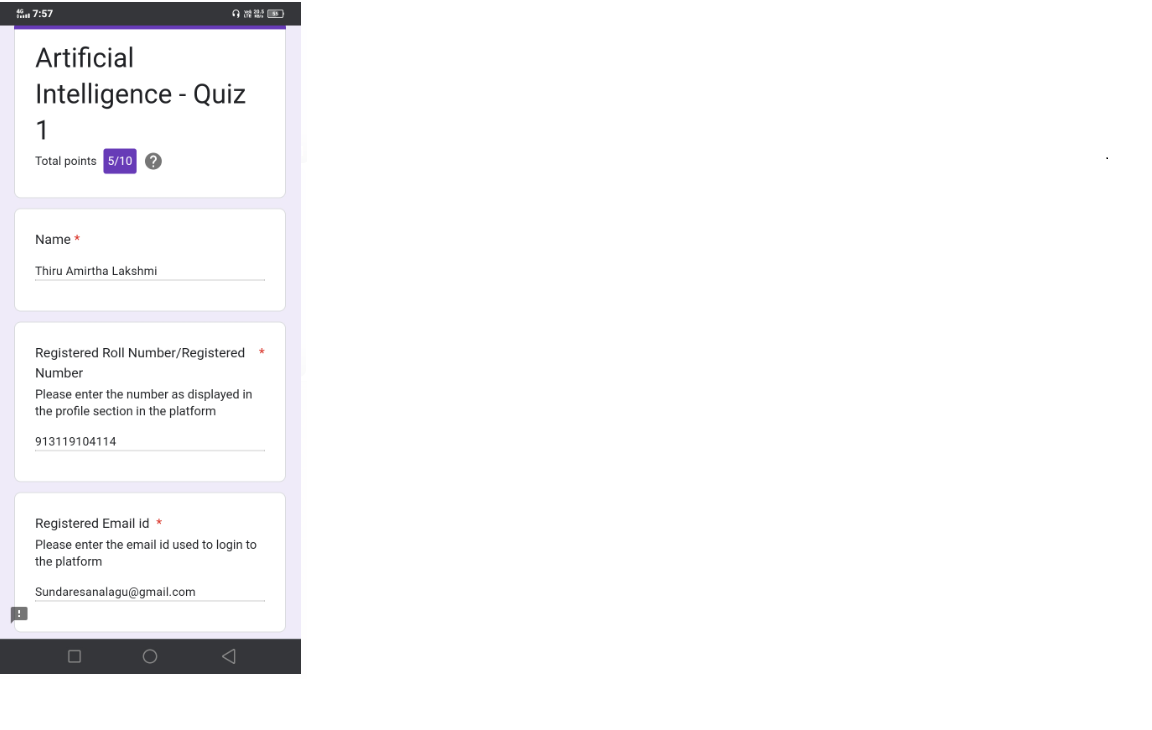 4G 7:57
Artificial
Intelligence - Quiz
1
Total points 5/10 ?
Name *
Thiru Amirtha Lakshmi
Registered Roll Number/Registered *
Number
Please enter the number as displayed in
the profile section in the platform
913119104114
Registered Email id *
Please enter the email id used to login to
the platform
Sundaresanalagu@gmail.com